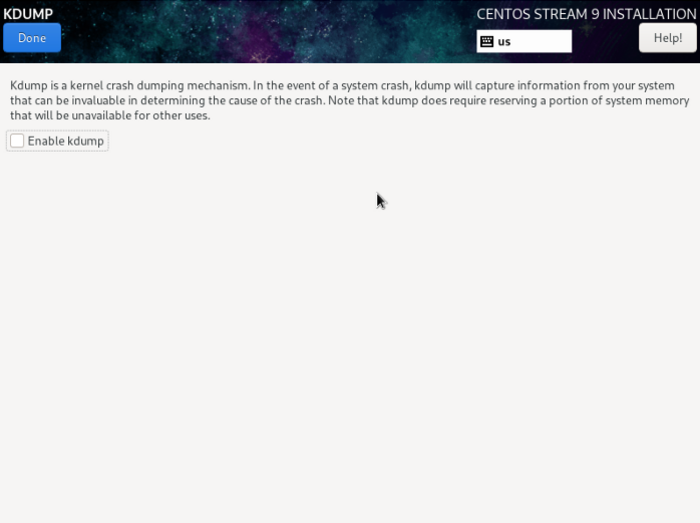 KDUMP
CENTOS STREAM 9 INSTALLATION
Done
us
Help!
Kdump is a kernel crash dumping mechanism. In the event of a system crash, kdump will capture information from your system
that can be invaluable in determining the cause of the crash. Note that kdump does require reserving a portion of system memory
that will be unavailable for other uses.
Enable kdump